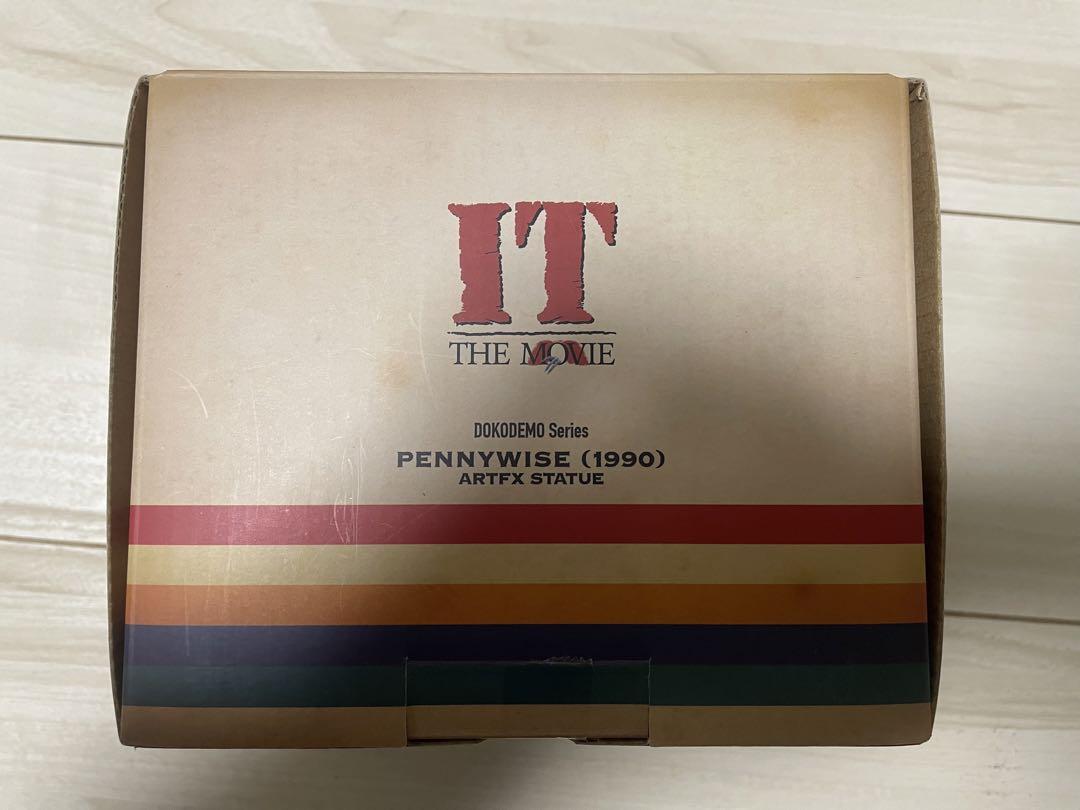 IT
THE MOVIE
DOKODEMO Series
PENNYWISE (1990)
ARTFX STATUE